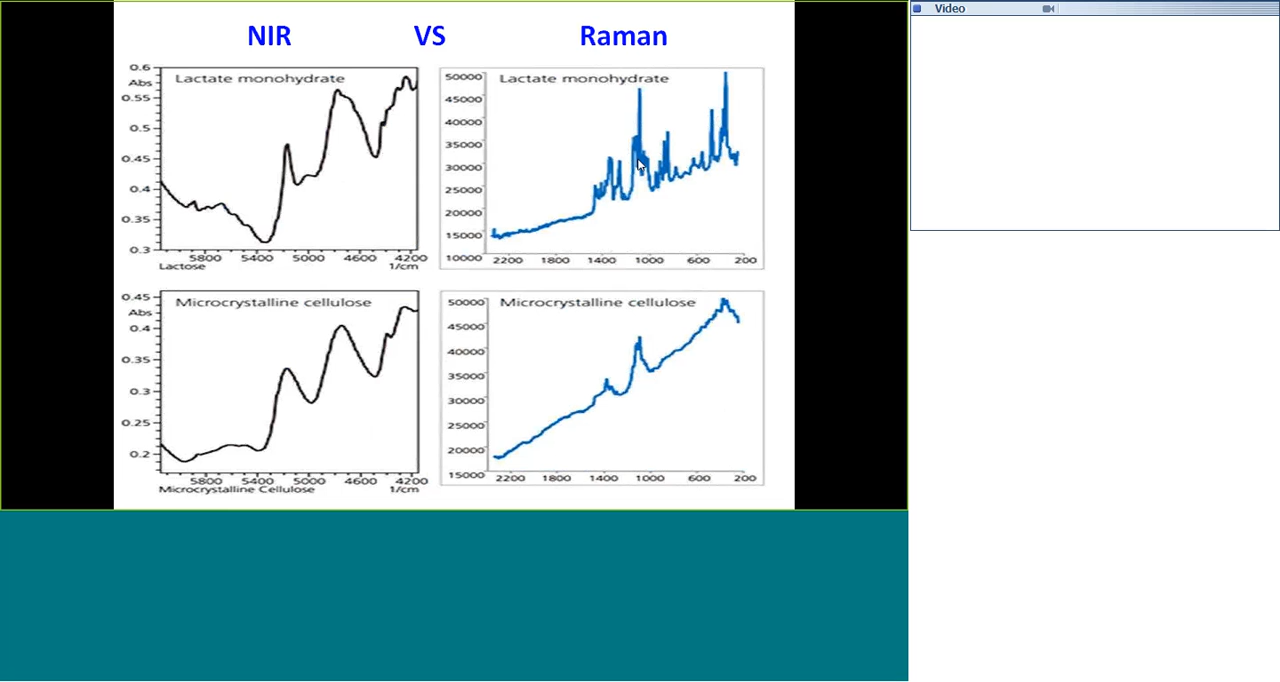 Video
NIR VS Raman
Lactate monohydrate
0.6
Abs
0.55
0.5
0.45
0.4
0.35
0.3
5800 5400 5000 4600 4200
Lactose 1/cm
Lactate monohydrate
50000
45000
40000
35000
30000
25000
20000
15000
10000
2200 1800 1400 1000 600 200
Microcrystalline cellulose
0.45
Abs
0.4
0.35
0.3
0.25
0.2
5800 5400 5000 4600 4200
Microcrystalline Cellulose 1/cm
Microcrystalline cellulose
50000
45000
40000
35000
30000
25000
20000
15000
2200 1800 1400 1000 600 200